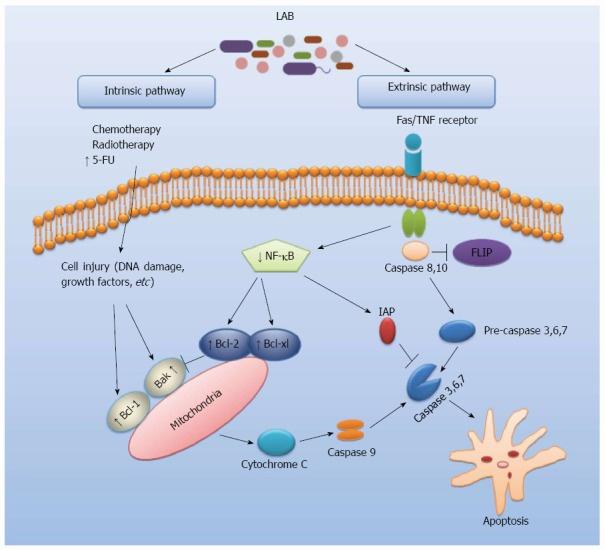 LAB
Intrinsic pathway
Extrinsic pathway
Chemotherapy
Radiotherapy
↑ 5-FU
Fas/TNF receptor
Cell injury (DNA damage,
growth factors, etc)
↓ NF-κB
FLIP
Caspase 8,10
IAP
Pre-caspase 3,6,7
↑ Bcl-2
↑ Bcl-xl
Bak ↑
↑ Bcl-1
Mitochondria
Caspase 3,6,7
Cytochrome C
Caspase 9
Apoptosis